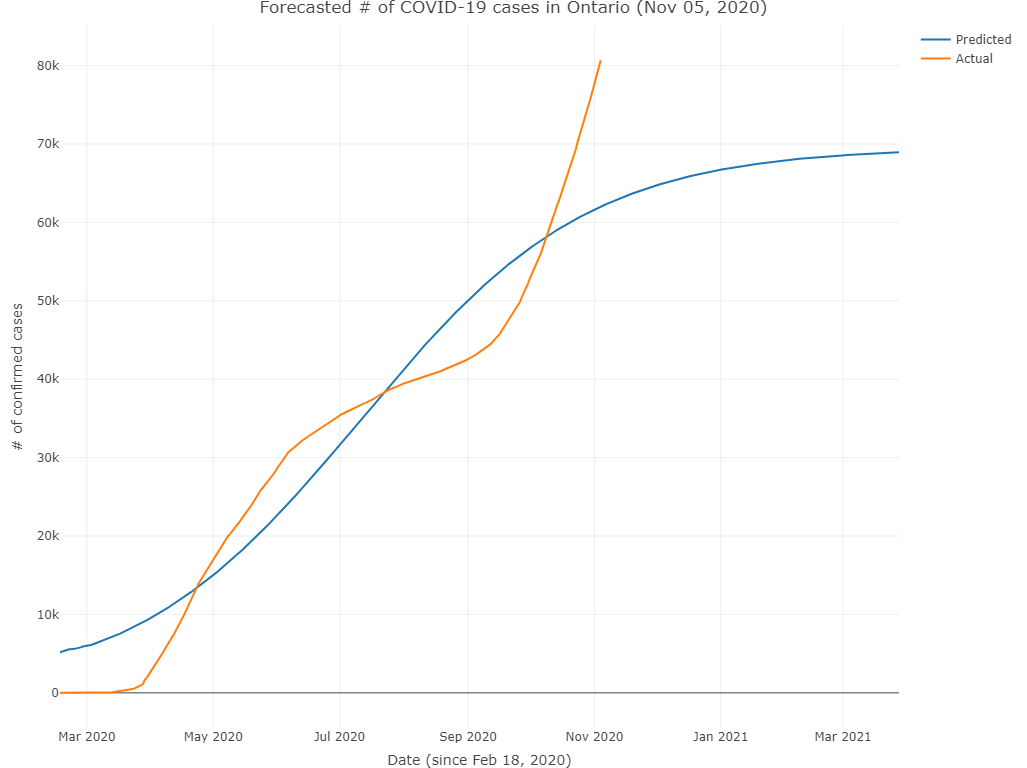 Forecasted # of COVID-19 cases in Ontario (Nov 05, 2020)
Predicted
Actual
80k
70k
60k
50k
40k
30k
20k
10k
0
# of confirmed cases
Mar 2020
May 2020
Jul 2020
Sep 2020
Nov 2020
Jan 2021
Mar 2021
Date (since Feb 18, 2020)